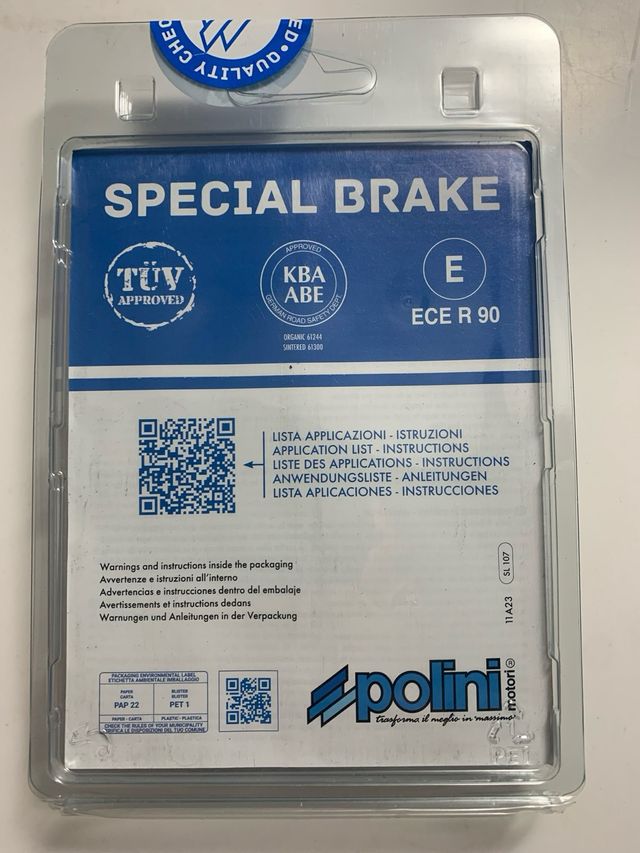 ED • QUALITY CHEC
SPECIAL BRAKE
TÜV
APPROVED
APPROVED
KBA
ABE
GERMAN ROAD SAFETY DEPT.
ORGANIC 61244
SINTERED 61300
E
ECE R 90
LISTA APPLICAZIONI - ISTRUZIONI
APPLICATION LIST - INSTRUCTIONS
LISTE DES APPLICATIONS - INSTRUCTIONS
ANWENDUNGSLISTE - ANLEITUNGEN
LISTA APLICACIONES - INSTRUCCIONES
Warnings and instructions inside the packaging
Avvertenze e istruzioni all'interno
Advertencias e instrucciones dentro del embalaje
Avertissements et instructions dedans
Warnungen und Anleitungen in der Verpackung
11A23
SL 107
PACKAGING ENVIRONMENTAL LABEL
ETICHETTA AMBIENTALE IMBALLAGGIO
PAPER
CARTA
PAP 22
PAPER - CARTA
BLISTER
BLISTER
PET 1
PLASTIC - PLASTICA
CHECK THE RULES OF YOUR MUNICIPALITY
VERIFICA LE DISPOSIZIONI DEL TUO COMUNE
polini
motori®
trasforma il meglio in massimo
PET